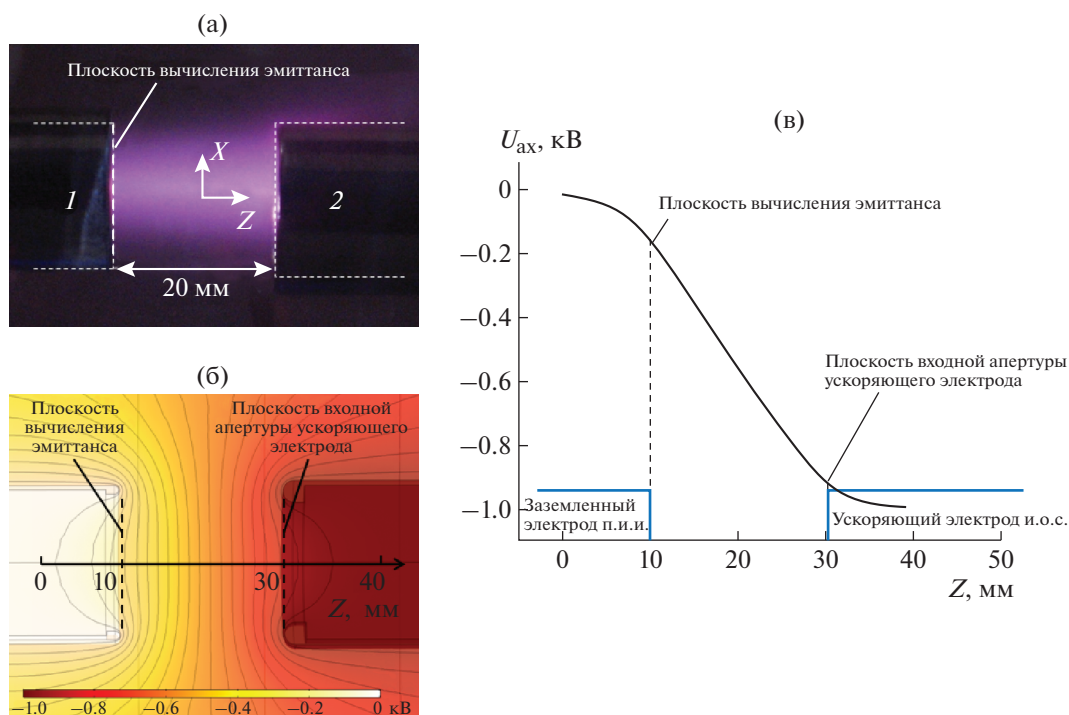 (а)
Плоскость вычисления эмиттанса
X
1
Z
2
20 мм
(б)
Плоскость
вычисления
эмиттанса
Плоскость входной
апертуры ускоряющего
электрода
0
10
30
40
Z, мм
−1.0
−0.8
−0.6
−0.4
−0.2
0 кВ
(в)
Uах, кВ
0
Плоскость вычисления эмиттанса
−0.2
−0.4
Плоскость входной апертуры
ускоряющего электрода
−0.6
−0.8
Заземленный
электрод п.и.и.
Ускоряющий электрод и.о.с.
−1.0
0
10
20
30
40
50
Z, мм